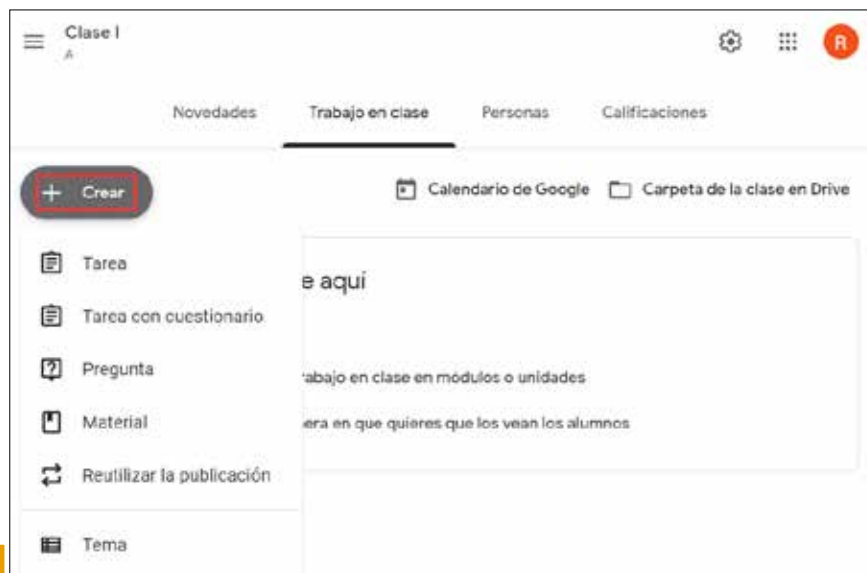 Clase I
A
R
Novedades Trabajo en clase Personas Calificaciones
+ Crear
Calendario de Google Carpeta de la clase en Drive
Tarea
Tarea con cuestionario
Pregunta
Material
Reutilizar la publicación
Tema
e aquí
rabajo en clase en módulos o unidades
era en que quieres que los vean los alumnos